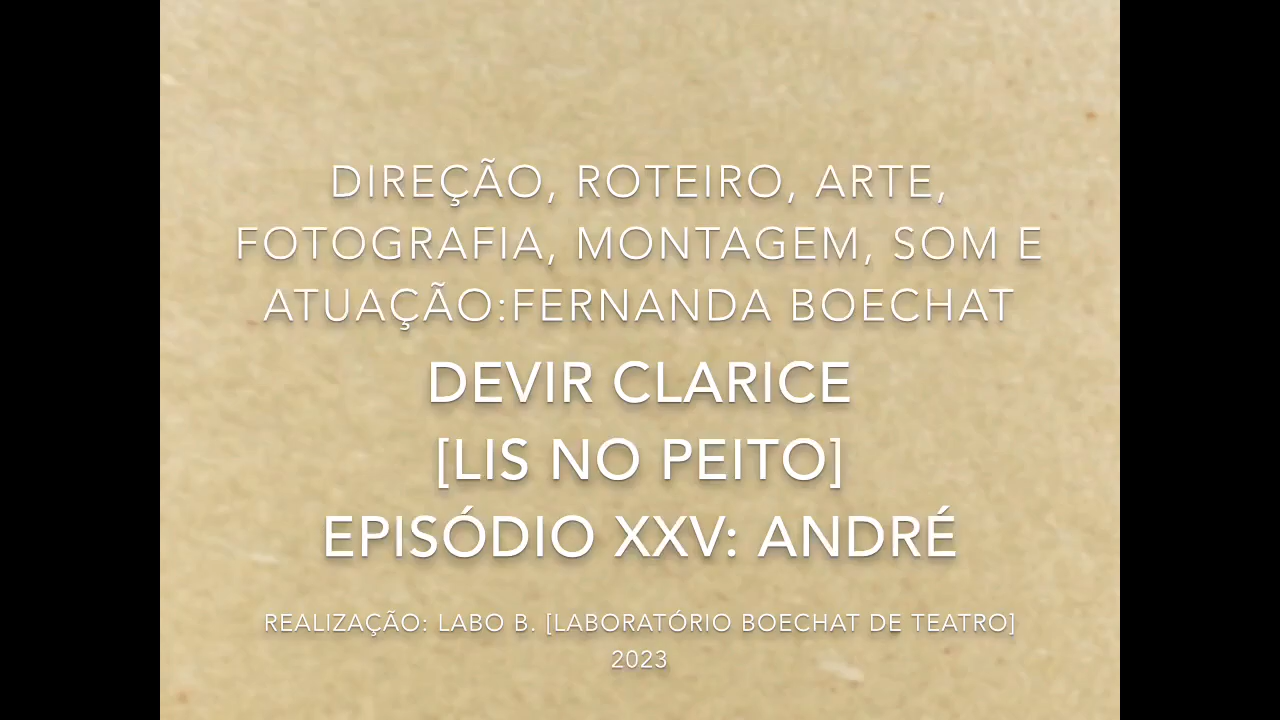 DIREÇÃO, ROTEIRO, ARTE,
FOTOGRAFIA, MONTAGEM, SOM E
ATUAÇÃO:FERNANDA BOECHAT
DEVIR CLARICE
[LIS NO PEITO]
EPISÓDIO XXV: ANDRÉ
REALIZAÇÃO: LABO B. [LABORATÓRIO BOECHAT DE TEATRO]
2023